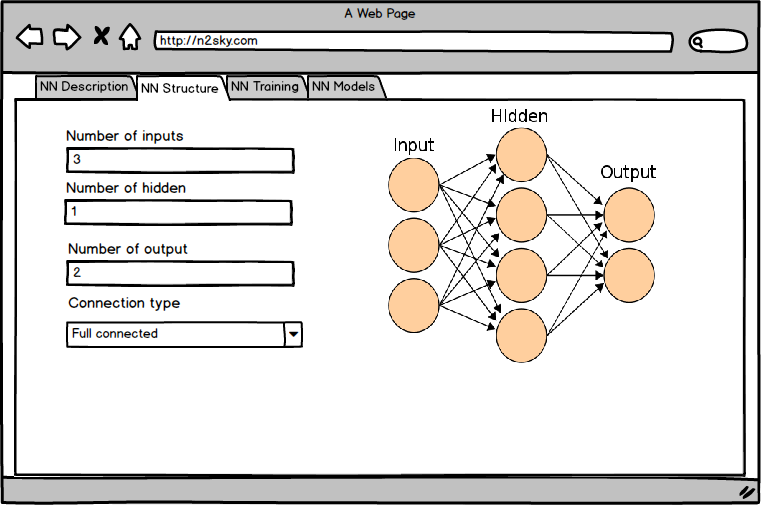 A Web Page
http://n2sky.com
NN Description
NN Structure
NN Training
NN Models
Number of inputs
3
Number of hidden
1
Number of output
2
Connection type
Full connected
Input
Hidden
Output